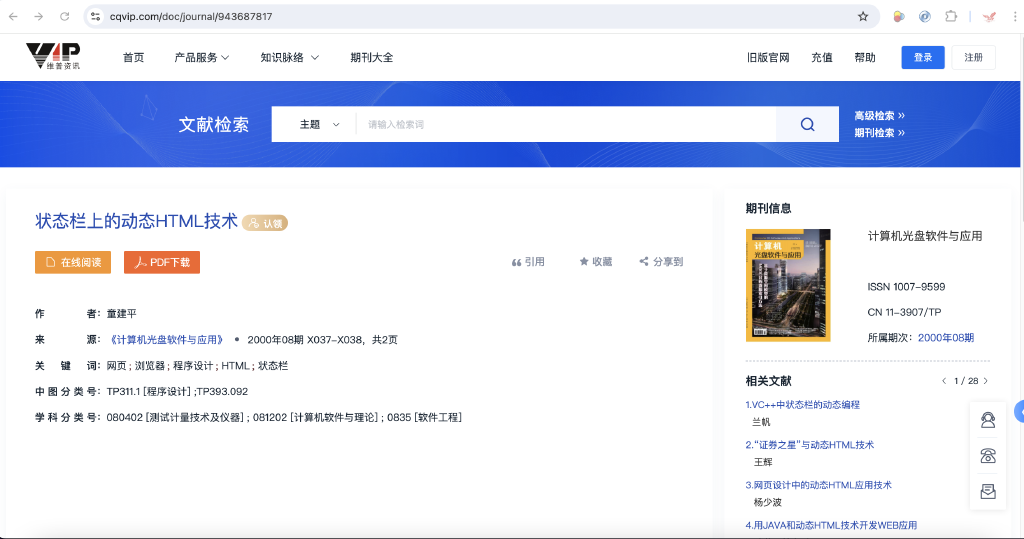 cqvip.com/doc/journal/943687817
VIP
维普资讯
首页 产品服务 知识脉络 期刊大全 旧版官网 充值 帮助 登录 注册
文献检索 主题 请输入检索词
高级检索 »
期刊检索 »
状态栏上的动态HTML技术 认领
在线阅读 PDF下载 引用 收藏 分享到
作者：童建平
来源：《计算机光盘软件与应用》 • 2000年08期 X037-X038，共2页
关键词：网页 ; 浏览器 ; 程序设计 ; HTML ; 状态栏
中图分类号：TP311.1 [程序设计] ;TP393.092
学科分类号：080402 [测试计量技术及仪器] ; 081202 [计算机软件与理论] ; 0835 [软件工程]
期刊信息
计算机
光盘软件与应用
计算机光盘软件与应用
ISSN 1007-9599
CN 11-3907/TP
所属期次：2000年08期
相关文献 1 / 28
1.VC++中状态栏的动态编程
兰帆
2.“证券之星”与动态HTML技术
王辉
3.网页设计中的动态HTML应用技术
杨少波
4.用JAVA和动态HTML技术开发WEB应用